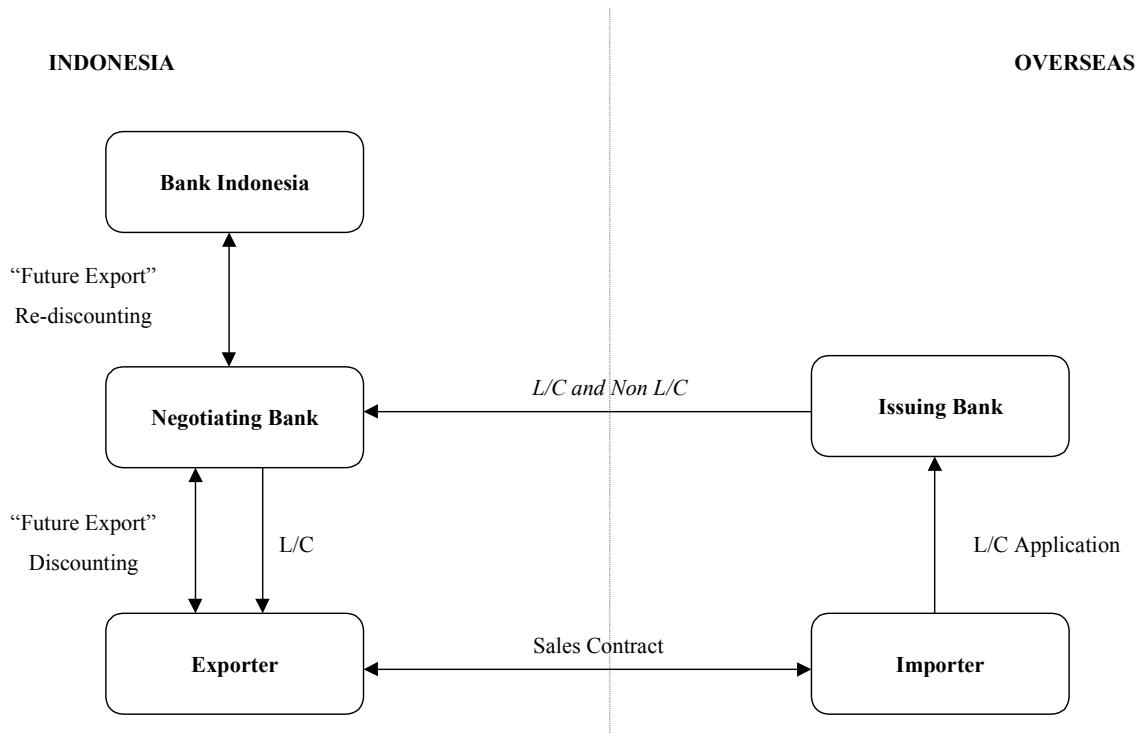 INDONESIA
OVERSEAS
Bank Indonesia
“Future Export”
Re-discounting
L/C and Non L/C
Negotiating Bank
Issuing Bank
“Future Export”
Discounting
L/C
L/C Application
Sales Contract
Exporter
Importer